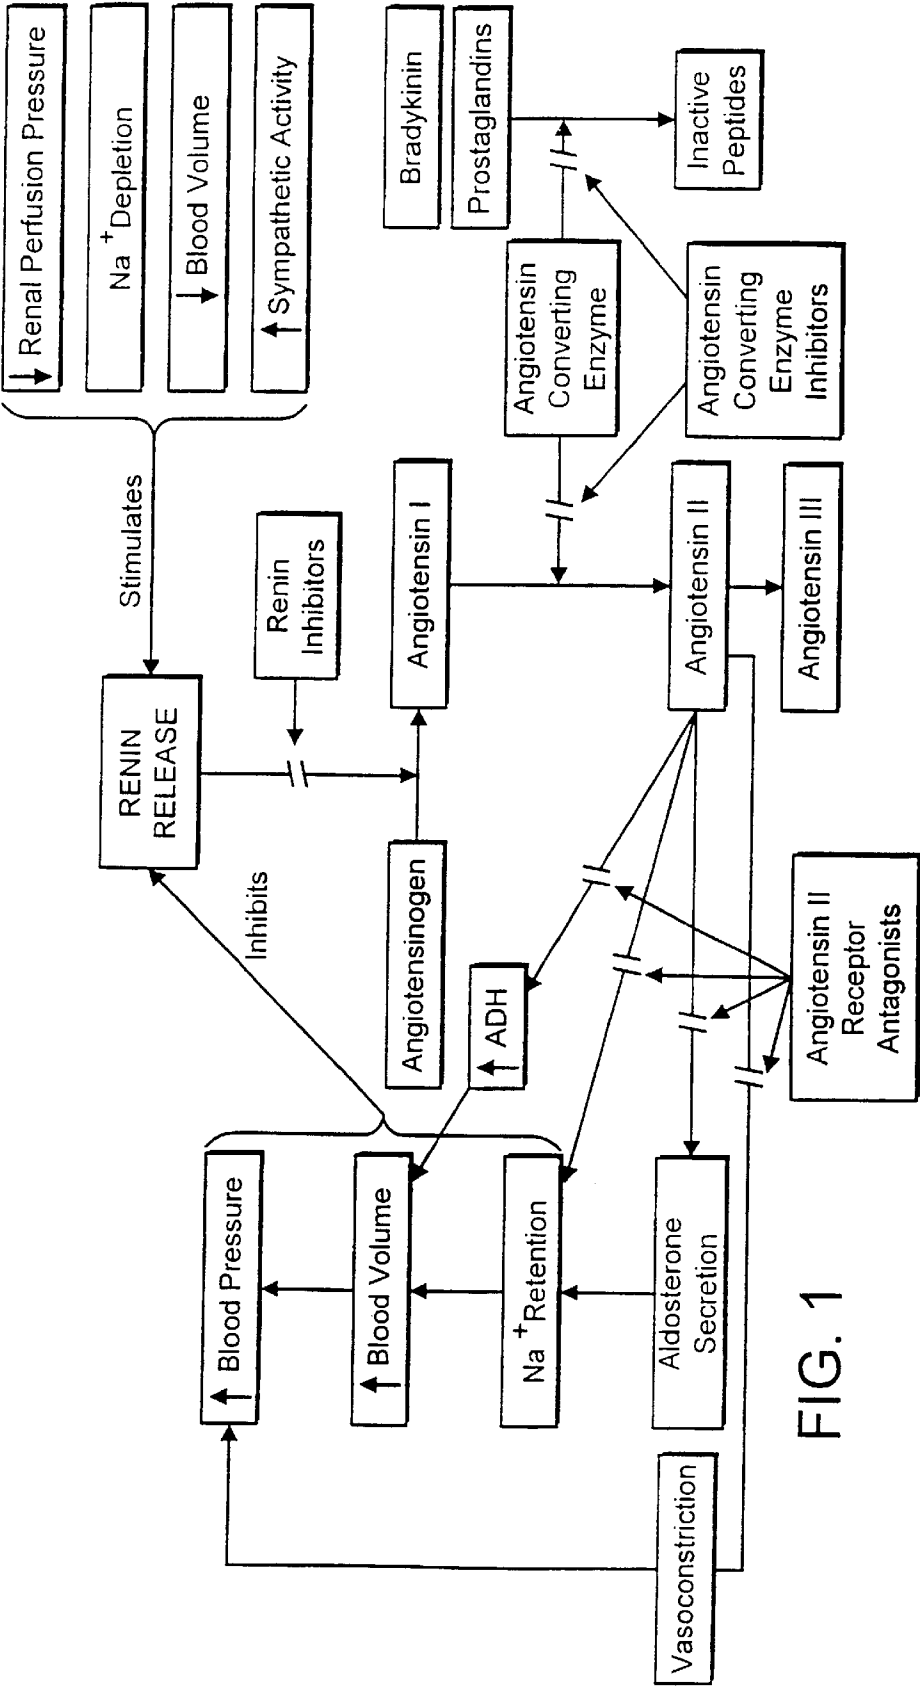 ↓ Renal Perfusion Pressure
Na + Depletion
↓ Blood Volume
↑ Sympathetic Activity
Stimulates
RENIN
RELEASE
Inhibits
Renin
Inhibitors
↑ Blood Pressure
↑ Blood Volume
Na + Retention
Aldosterone
Secretion
Vasoconstriction
↑ ADH
Angiotensinogen
Angiotensin I
Bradykinin
Prostaglandins
Angiotensin
Converting
Enzyme
Inactive
Peptides
Angiotensin II
Angiotensin
Converting
Enzyme
Inhibitors
Angiotensin III
Angiotensin II
Receptor
Antagonists
FIG. 1